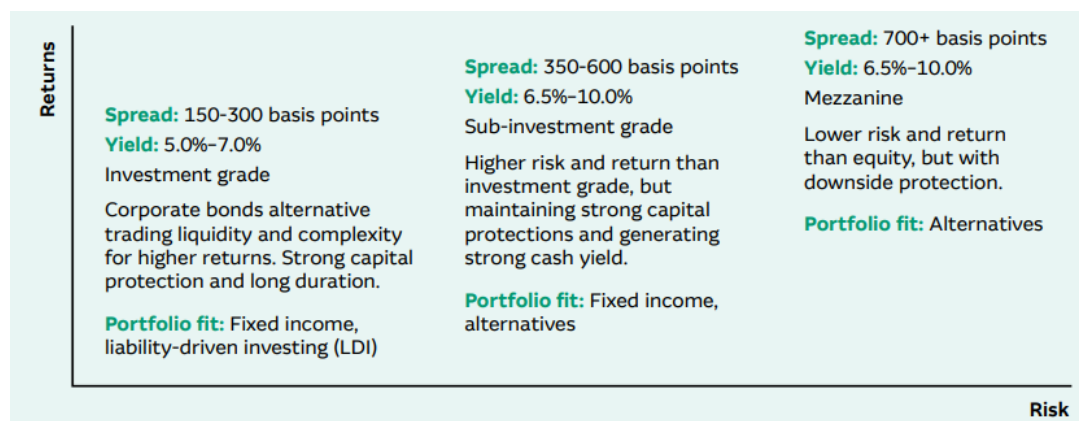 Returns
Spread: 150-300 basis points
Yield: 5.0%–7.0%
Investment grade
Corporate bonds alternative
trading liquidity and complexity
for higher returns. Strong capital
protection and long duration.
Portfolio fit: Fixed income,
liability-driven investing (LDI)
Spread: 350-600 basis points
Yield: 6.5%–10.0%
Sub-investment grade
Higher risk and return than
investment grade, but
maintaining strong capital
protections and generating
strong cash yield.
Portfolio fit: Fixed income,
alternatives
Spread: 700+ basis points
Yield: 6.5%–10.0%
Mezzanine
Lower risk and return
than equity, but with
downside protection.
Portfolio fit: Alternatives
Risk